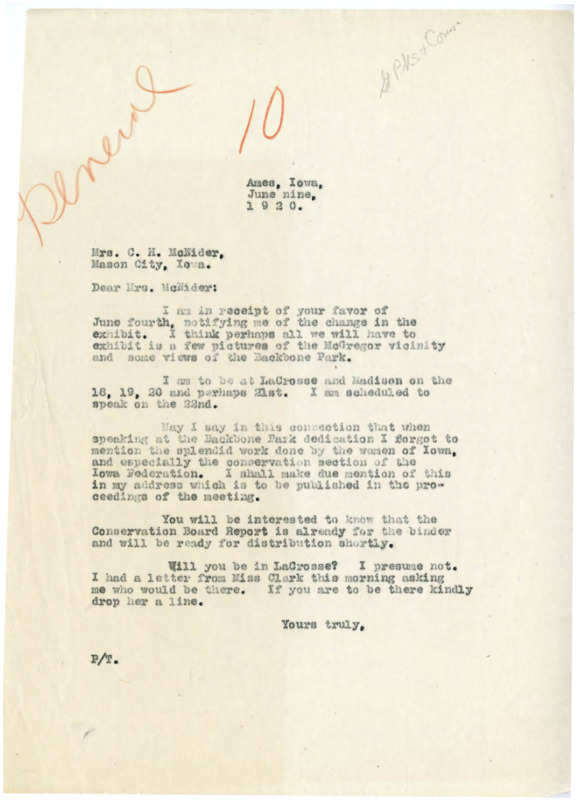 St Pks & Cons.
General
10
Ames, Iowa,
June nine,
1 9 2 0.
Mrs. C. H. McNider,
Mason City, Iowa.
Dear Mrs. McNider:
I am in receipt of your favor of
June fourth, notifying me of the change in the
exhibit. I think perhaps all we will have to
exhibit is a few pictures of the McGregor vicinity
and some views of the Backbone Park.
I am to be at LaCrosse and Madison on the
18, 19, 20 and perhaps 21st. I am scheduled to
speak on the 22nd.
May I say in this connection that when
speaking at the Backbone Park dedication I forgot to
mention the splendid work done by the women of Iowa,
and especially the conservation section of the
Iowa Federation. I shall make due mention of this
in my address which is to be published in the pro-
ceedings of the meeting.
You will be interested to know that the
Conservation Board Report is already for the binder
and will be ready for distribution shortly.
Will you be in LaCrosse? I presume not.
I had a letter from Miss Clark this morning asking
me who would be there. If you are to be there kindly
drop her a line.
Yours truly,
P/T.